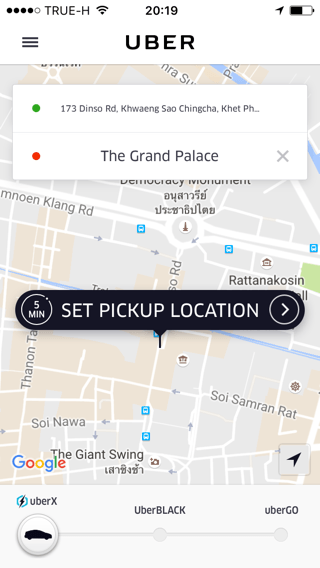 TRUE-H 20:19
UBER
173 Dinso Rd, Khwaeng Sao Chingcha, Khet Ph...
The Grand Palace
Democracy Monument
อนุสาวรีย์
ประชาธิปไตย
mnoen Klang Rd
Rattanakosin
5 MIN SET PICKUP LOCATION
so Rd
Thanon Tan
Soi Samran Rat
Soi Nawa
The Giant Swing
เสาชิงช้า
Google
uberX
UberBLACK
uberGO